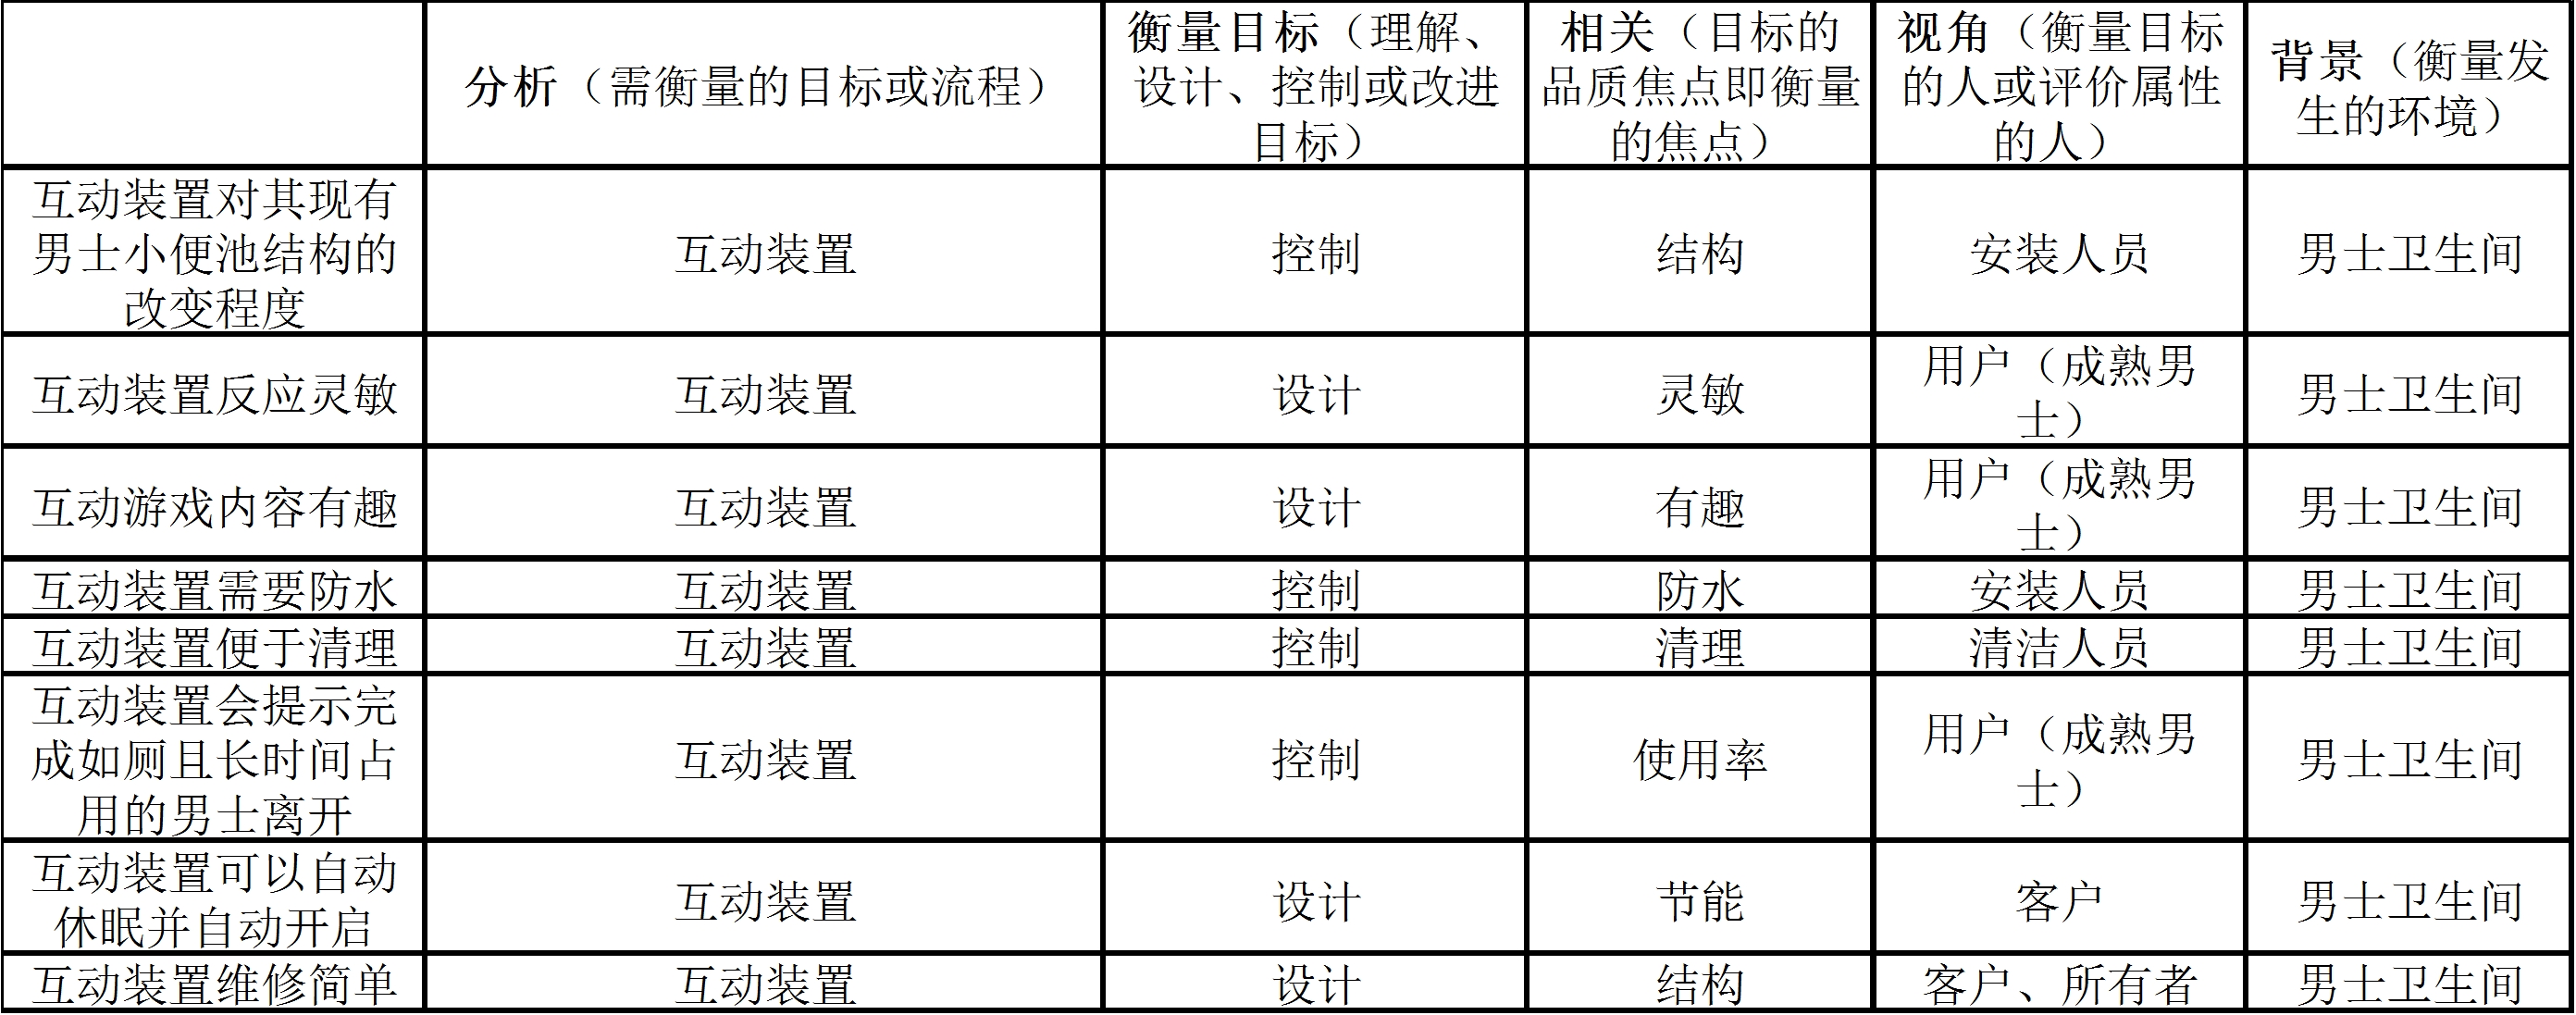 分析（需衡量的目标或流程）
衡量目标（理解、
设计、控制或改进
目标）
相关（目标的
品质焦点即衡量
的焦点）
视角（衡量目标
的人或评价属性
的人）
背景（衡量发
生的环境）
互动装置对其现有
男士小便池结构的
改变程度
互动装置
控制
结构
安装人员
男士卫生间
互动装置反应灵敏
互动装置
设计
灵敏
用户（成熟男
士）
男士卫生间
互动游戏内容有趣
互动装置
设计
有趣
用户（成熟男
士）
男士卫生间
互动装置需要防水
互动装置
控制
防水
安装人员
男士卫生间
互动装置便于清理
互动装置
控制
清理
清洁人员
男士卫生间
互动装置会提示完
成如厕且长时间占
用的男士离开
互动装置
控制
使用率
用户（成熟男
士）
男士卫生间
互动装置可以自动
休眠并自动开启
互动装置
设计
节能
客户
男士卫生间
互动装置维修简单
互动装置
设计
结构
客户、所有者
男士卫生间